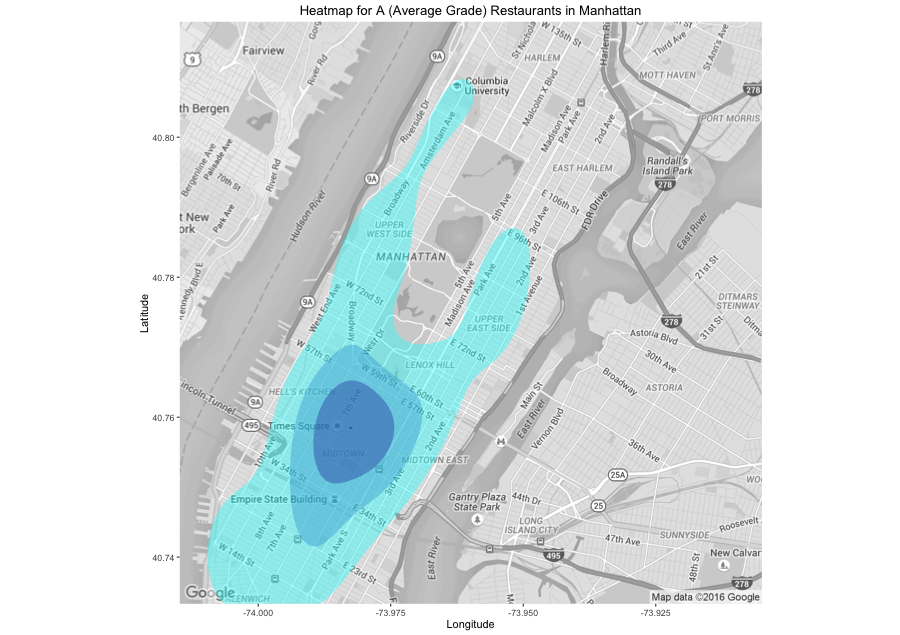 Heatmap for A (Average Grade) Restaurants in Manhattan
9
Fairview
River Rd
9A
W 135th St
St Nichola
Harlem Ri
Third Ave
St Ann's Ave
HARLEM
MOTT HAVEN
278
Columbia
University
th Bergen
Riverside Dr
Amsterdam Ave
Malcolm X Blvd
Madison Ave
Park Ave
2nd Ave
PORT MORRIS
40.80
Bergenline Ave
Palisade Ave
70th St
River Rd
9A
EAST HARLEM
Randall's
Island Park
278
t New
ork
Park Ave
Hudson River
Broadway
5th Ave
E 106th St
3rd Ave
FDR Drive
East River
UPPER
WEST SIDE
E 96th St
MANHATTAN
40.78
Kennedy Blvd E
9A
West End Ave
W 72nd St
Broadway
5th Ave
Madison Ave
Park Ave
2nd Ave
1st Avenue
21st St
DITMARS
STEINWAY
278
31st St
Ditma
UPPER
EAST SIDE
West Dr
W 57th St
E 72nd St
Astoria Blvd
30th Ave
LENOX HILL
W 59th St
Broadway
ASTORIA
Lincoln Tunnel
9A
HELL'S KITCHEN
7th Ave
E 60th St
E 57th St
Main St
East River
Vernon Blvd
40.76
495
Times Square
10th Ave
MIDTOWN
2nd Ave
36th Ave
W 34th St
MIDTOWN EAST
3rd Ave
25A
WO
Empire State Building
8th Ave
7th Ave
E 34th St
Gantry Plaza
State Park
44th Dr
25
LONG
ISLAND CITY
Roosevelt
SUNNYSIDE
47th Ave
40.74
W 14th St
Park Ave S
E 23rd St
East River
495
48th St
New Calvar
278
Google
Map data ©2016 Google
-74.000
-73.975
-73.950
-73.925
Longitude
Latitude